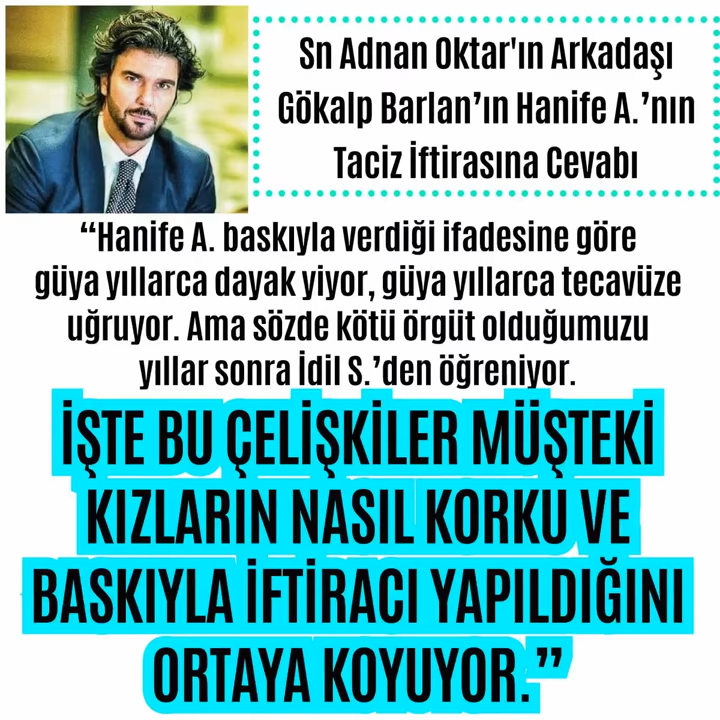 Sn Adnan Oktar'ın Arkadaşı
Gökalp Barlan’ın Hanife A.’nın
Taciz İftirasına Cevabı
“Hanife A. baskıyla verdiği ifadesine göre
güya yıllarca dayak yiyor, güya yıllarca tecavüze
uğruyor. Ama sözde kötü örgüt olduğumuzu
yıllar sonra İdil S.’den öğreniyor.
İŞTE BU ÇELİŞKİLER MÜŞTEKİ
KIZLARIN NASIL KORKU VE
BASKIYLA İFTİRACI YAPILDIĞINI
ORTAYA KOYUYOR.”